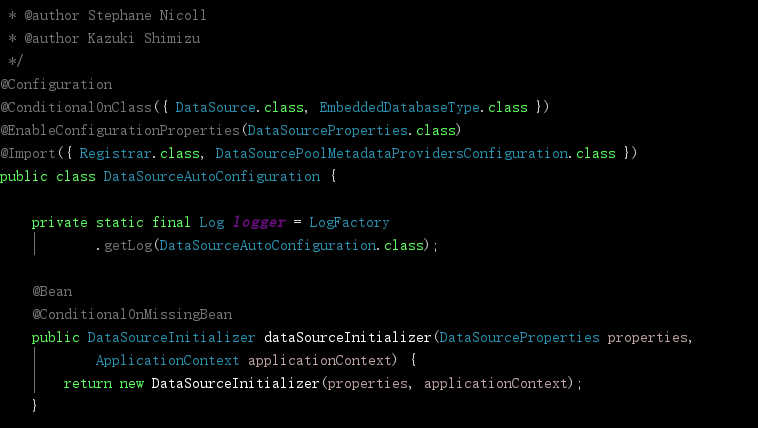 * @author Stephane Nicoll
* @author Kazuki Shimizu
*/
@Configuration
@ConditionalOnClass({ DataSource.class, EmbeddedDatabaseType.class })
@EnableConfigurationProperties(DataSourceProperties.class)
@Import({ Registrar.class, DataSourcePoolMetadataProvidersConfiguration.class })
public class DataSourceAutoConfiguration {
private static final Log logger = LogFactory
.getLog(DataSourceAutoConfiguration.class);
@Bean
@ConditionalOnMissingBean
public DataSourceInitializer dataSourceInitializer(DataSourceProperties properties,
ApplicationContext applicationContext) {
return new DataSourceInitializer(properties, applicationContext);
}